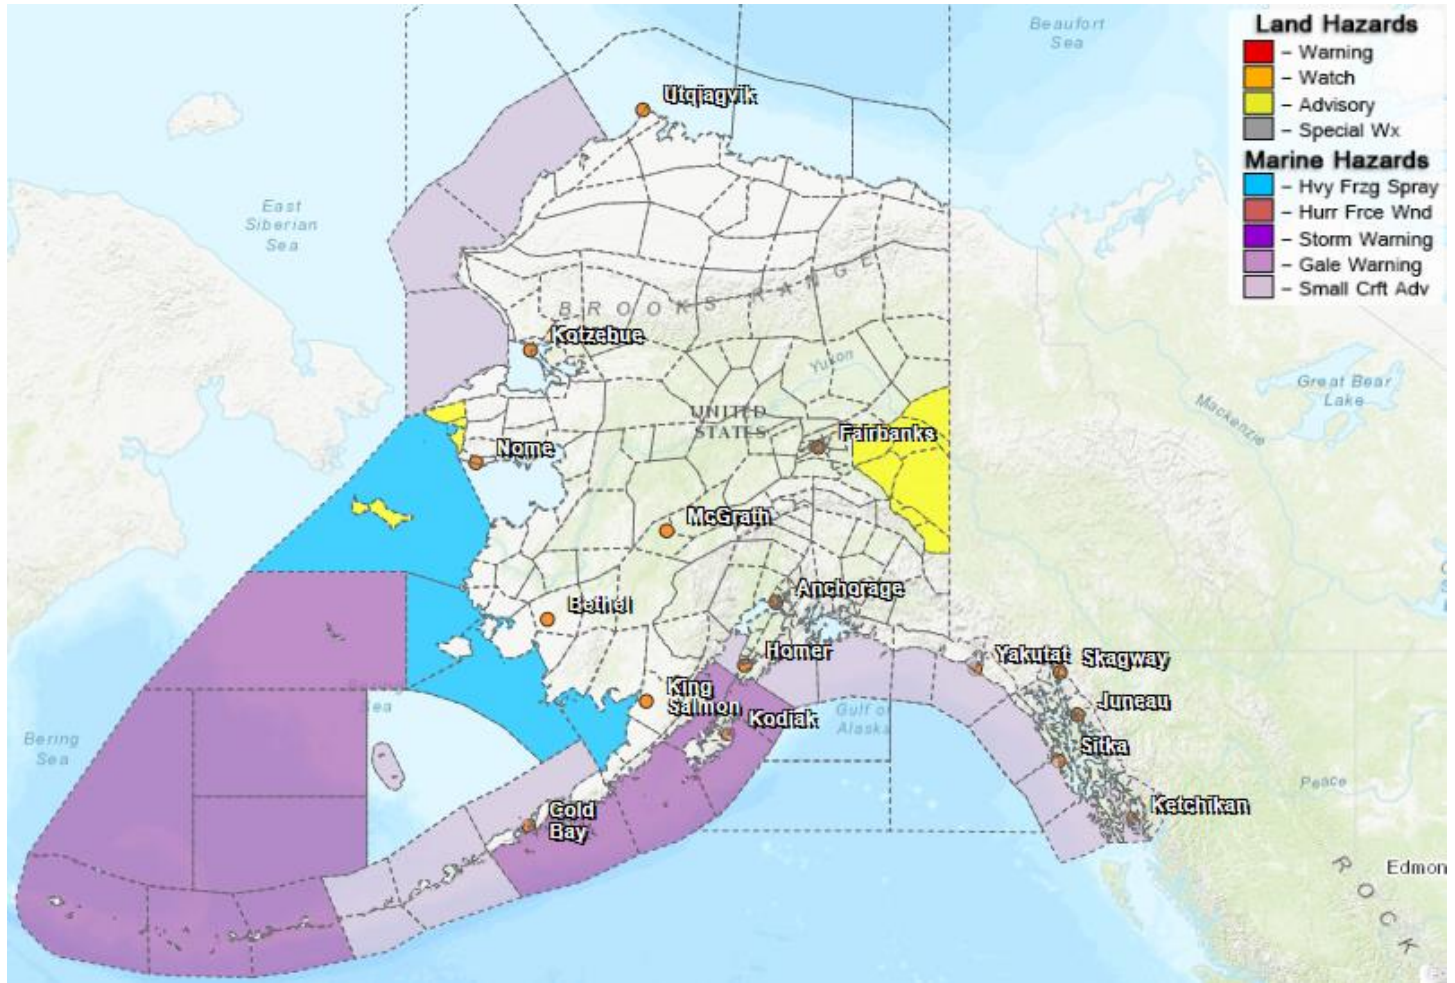 Beaufort
Sea
Land Hazards
- Warning
- Watch
- Advisory
- Special Wx
Marine Hazards
- Hvy Frzg Spray
- Hurr Frce Wnd
- Storm Warning
- Gale Warning
- Small Crft Adv
Utqiagvik
East
Siberian
Sea
BROOKS RANGE
Kotzebue
Yukon
Great Bear
Lake
Mackenzie
UNITED
STATES
Fairbanks
Nome
McGrath
Anchorage
Bethel
Homer
Yakutat
Skagway
King
Salmon
Kodiak
Juneau
Sea
Gulf of
Alaska
Bering
Sea
Sitka
Peace
Cold
Bay
Ketchikan
Edmon
ROCK